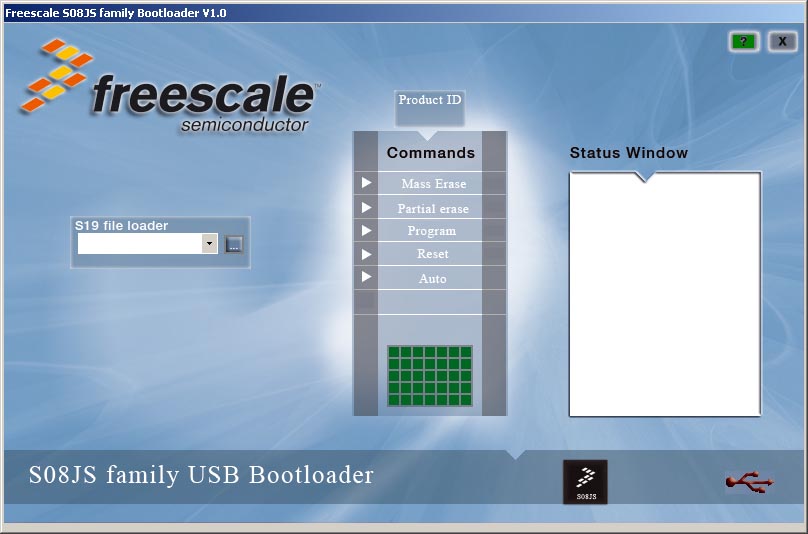 Freescale S08JS family Bootloader V1.0
?
X
freescale™
semiconductor
Product ID
Commands
Mass Erase
Partial erase
Program
Reset
Auto
Status Window
S19 file loader
...
S08JS family USB Bootloader
S08JS